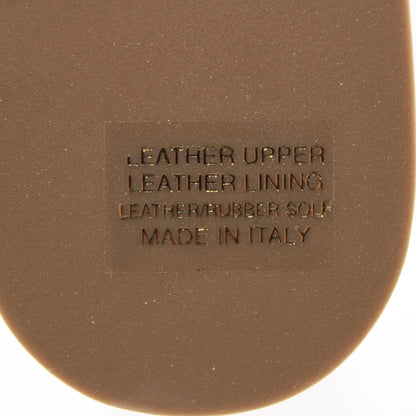 LEATHER UPPER
LEATHER LINING
LEATHER/RUBBER SOLE
MADE IN ITALY